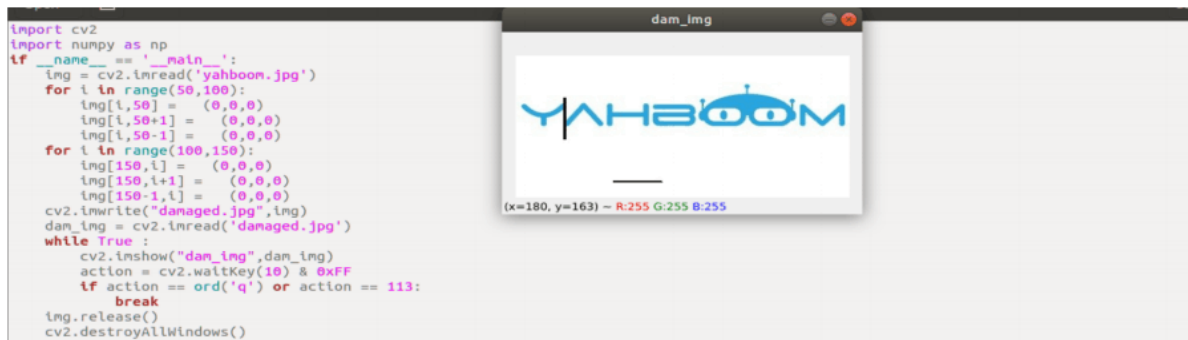 import cv2
import numpy as np
if __name__ == '__main__':
    img = cv2.imread('yahboom.jpg')
    for i in range(50,100):
        img[i,50] =   (0,0,0)
        img[i,50+1] =   (0,0,0)
        img[i,50-1] =   (0,0,0)
    for i in range(100,150):
        img[150,i] =   (0,0,0)
        img[150,i+1] =   (0,0,0)
        img[150-1,i] =   (0,0,0)
    cv2.imwrite("damaged.jpg",img)
    dam_img = cv2.imread('damaged.jpg')
    while True :
        cv2.imshow("dam_img",dam_img)
        action = cv2.waitKey(10) & 0xFF
        if action == ord('q') or action == 113:
            break
    img.release()
    cv2.destroyAllWindows()
dam_img
YAHBOOM
(x=180, y=163) ~ R:255 G:255 B:255